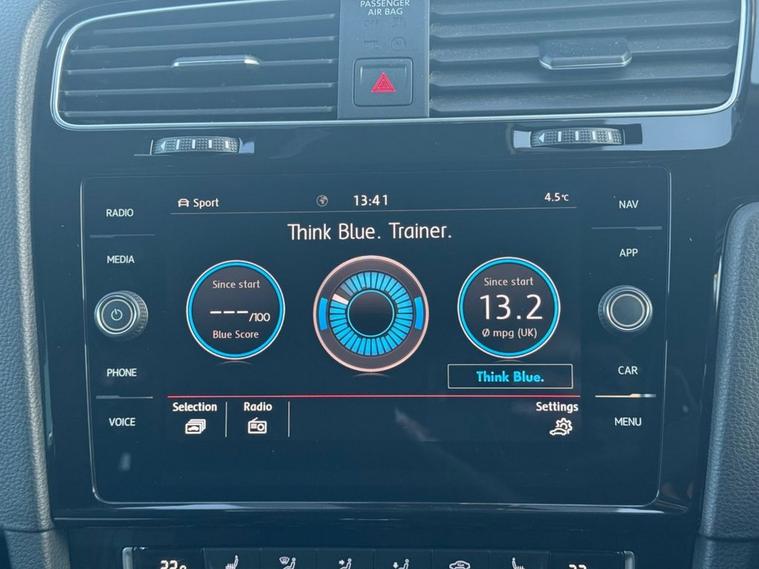 PASSENGER
AIR BAG
RADIO
MEDIA
PHONE
VOICE
Sport
13:41
4.5°C
Think Blue. Trainer.
Since start
---/100
Blue Score
Since start
13.2
Ø mpg (UK)
Think Blue.
Selection
Radio
Settings
NAV
APP
CAR
MENU